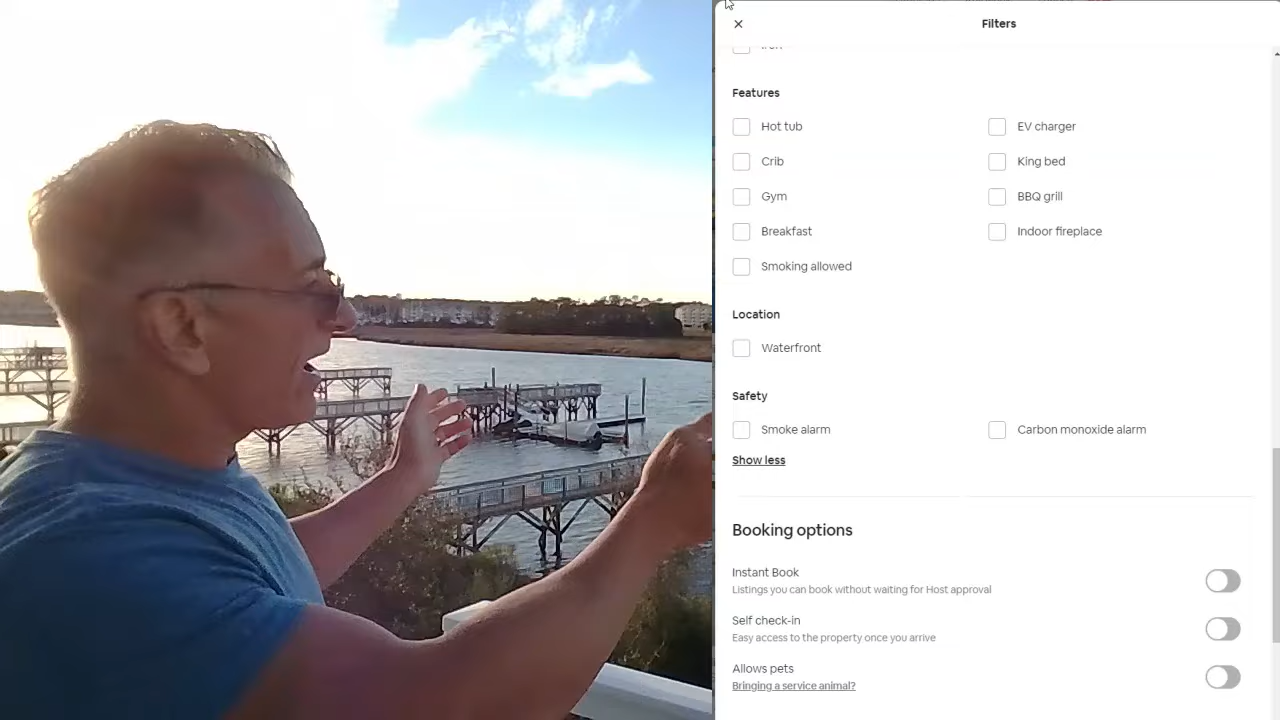 Filters
Features
Hot tub
EV charger
Crib
King bed
Gym
BBQ grill
Breakfast
Indoor fireplace
Smoking allowed
Location
Waterfront
Safety
Smoke alarm
Carbon monoxide alarm
Show less
Booking options
Instant Book
Listings you can book without waiting for Host approval
Self check-in
Easy access to the property once you arrive
Allows pets
Bringing a service animal?